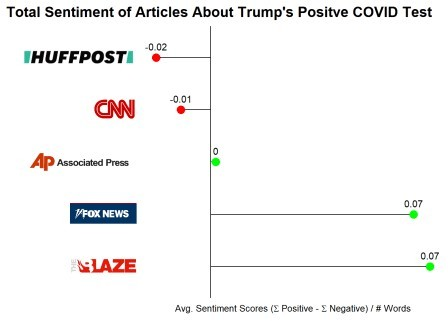 Total Sentiment of Articles About Trump's Positve COVID Test
-0.02
HUFFPOST
-0.01
CNN
0
AP Associated Press
0.07
FOX NEWS
0.07
THE BLAZE
Avg. Sentiment Scores (Σ Positive - Σ Negative) / # Words